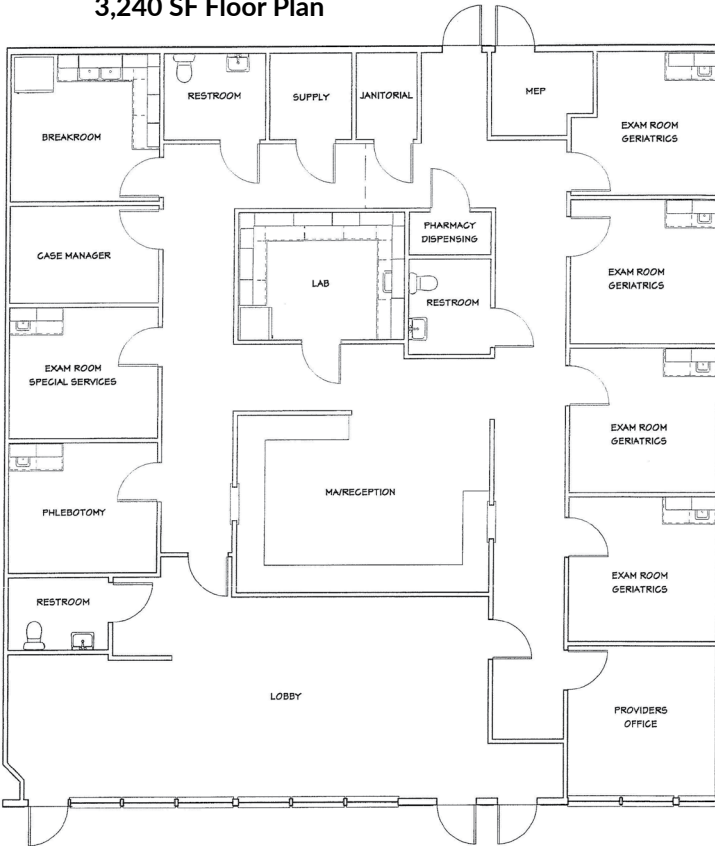 3,240 SF Floor Plan
RESTROOM
SUPPLY
JANITORIAL
MEP
BREAKROOM
EXAM ROOM
GERIATRICS
CASE MANAGER
LAB
PHARMACY
DISPENSING
RESTROOM
EXAM ROOM
GERIATRICS
EXAM ROOM
SPECIAL SERVICES
EXAM ROOM
GERIATRICS
PHLEBOTOMY
MA/RECEPTION
EXAM ROOM
GERIATRICS
RESTROOM
LOBBY
PROVIDERS
OFFICE